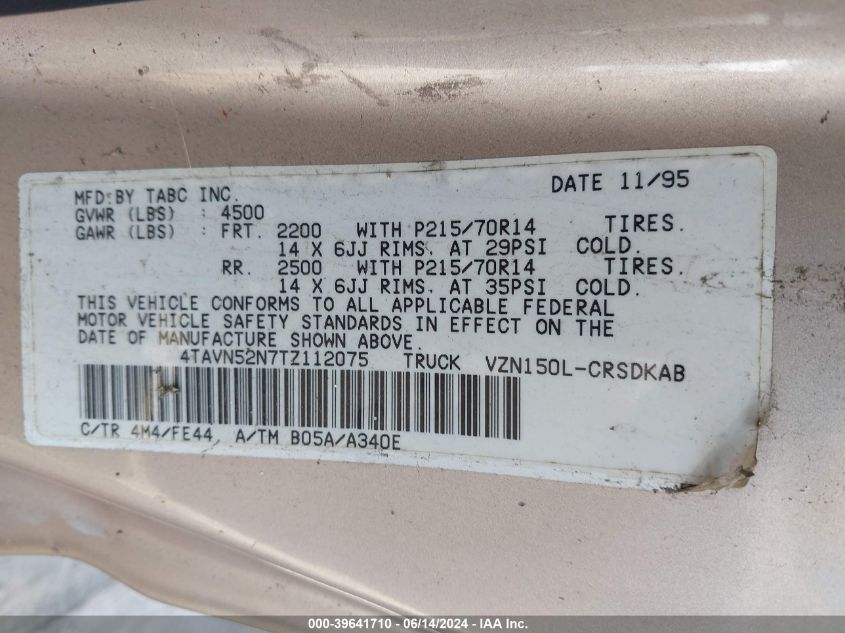 DATE 11/95
MFD.BY TABC INC.
GVWR (LBS) : 4500
GAWR (LBS) : FRT. 2200 WITH P215/70R14 TIRES.
14 X 6JJ RIMS. AT 29PSI COLD.
RR. 2500 WITH P215/70R14 TIRES.
14 X 6JJ RIMS. AT 35PSI COLD.
THIS VEHICLE CONFORMS TO ALL APPLICABLE FEDERAL
MOTOR VEHICLE SAFETY STANDARDS IN EFFECT ON THE
DATE OF MANUFACTURE SHOWN ABOVE.
4TAVN52N7TZ112075 TRUCK VZN150L-CRSDKAB
C/TR 4M4/FE44, A/TM B05A/A340E
000-39641710 - 06/14/2024 - IAA Inc.